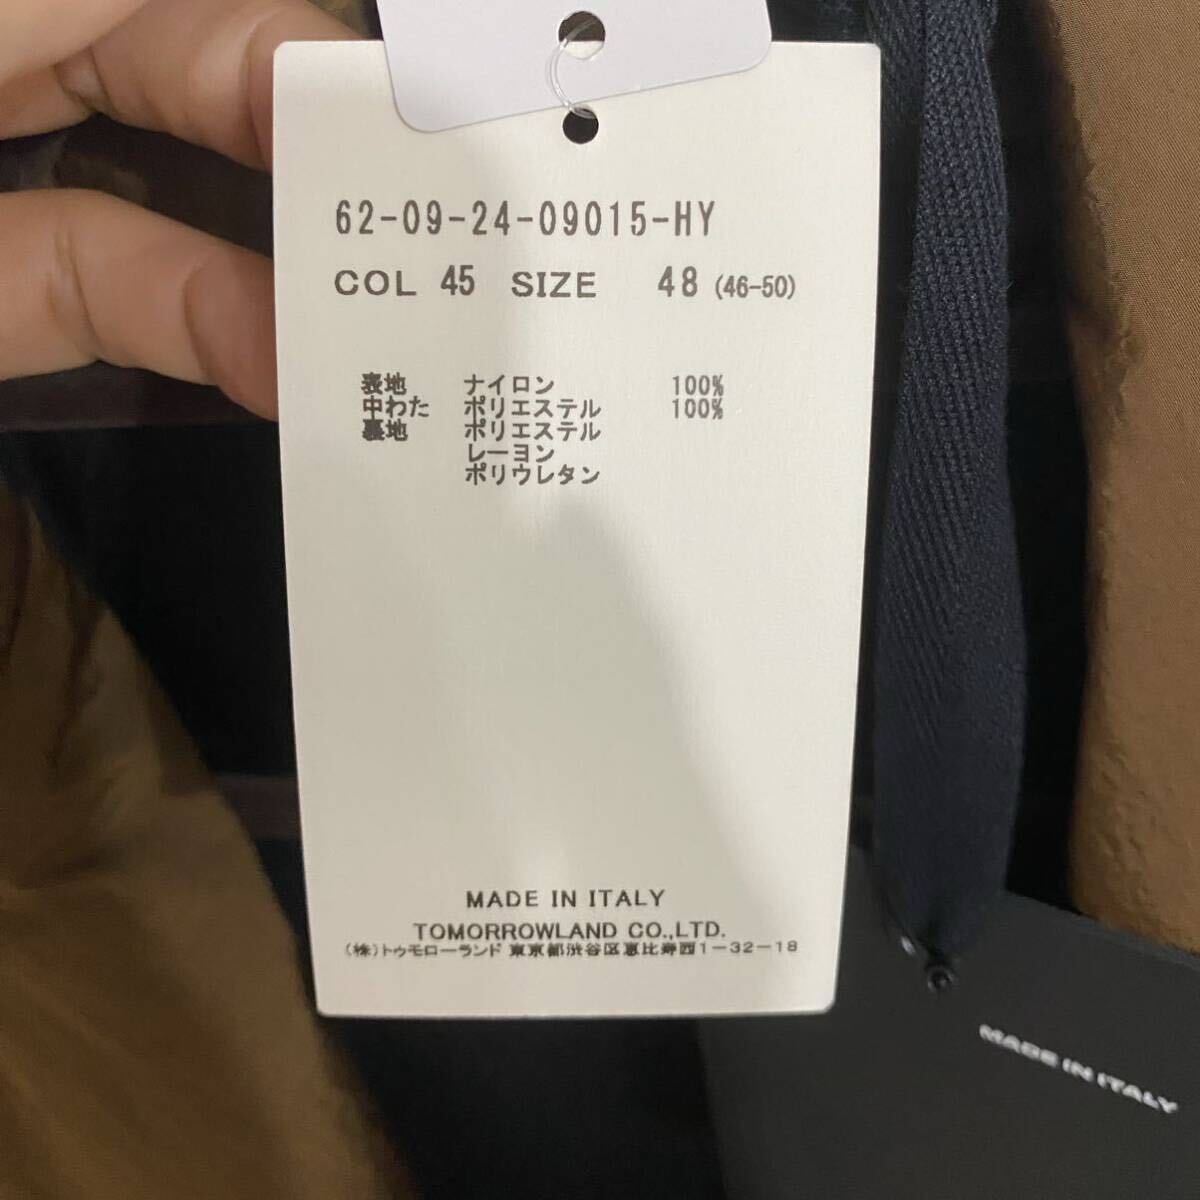 62-09-24-09015-HY
COL 45 SIZE 48 (46-50)
表地 ナイロン 100%
中わた ポリエステル 100%
裏地 ポリエステル
レーヨン
ポリウレタン
MADE IN ITALY
TOMORROWLAND CO.,LTD.
(株)トゥモローランド 東京都渋谷区恵比寿西1-32-18
MADE IN ITALY